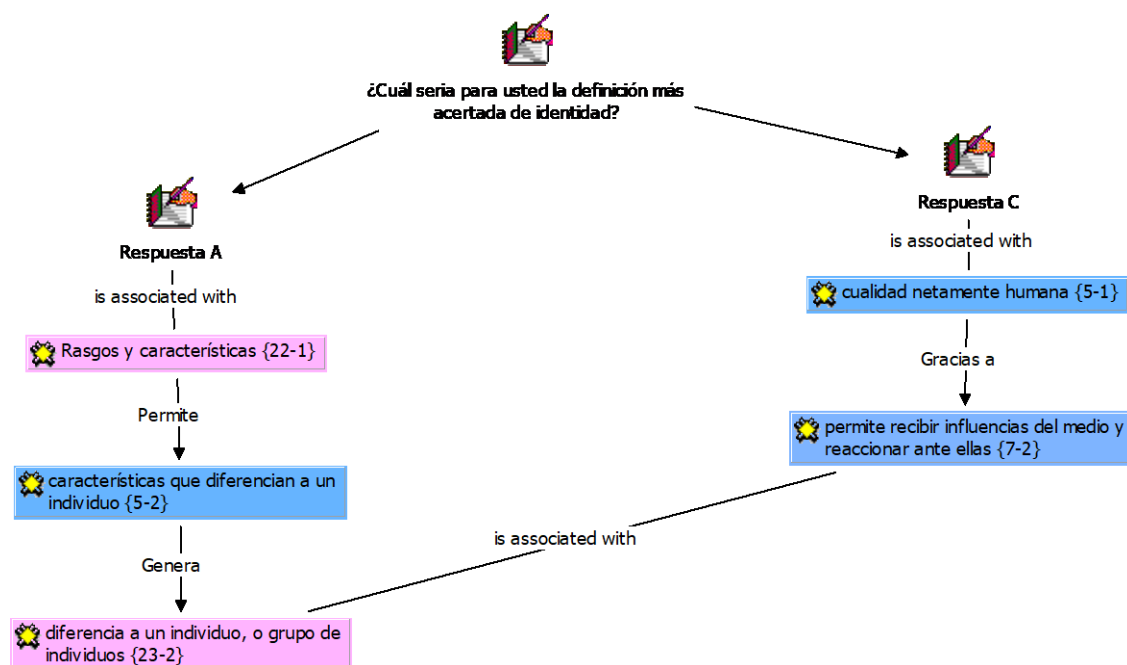 ¿Cuál seria para usted la definición más
acertada de identidad?
Respuesta A
is associated with
Rasgos y características {22-1}
Permite
características que diferencian a un
individuo {5-2}
Genera
diferencia a un individuo, o grupo de
individuos {23-2}
is associated with
Respuesta C
is associated with
cualidad netamente humana {5-1}
Gracias a
permite recibir influencias del medio y
reaccionar ante ellas {7-2}